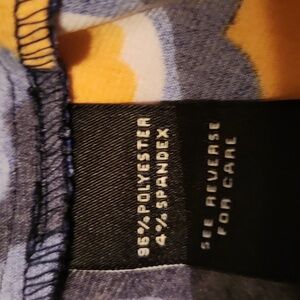 96%POLYESTER
4%SPANDEX
SEE REVERSE
FOR CARE